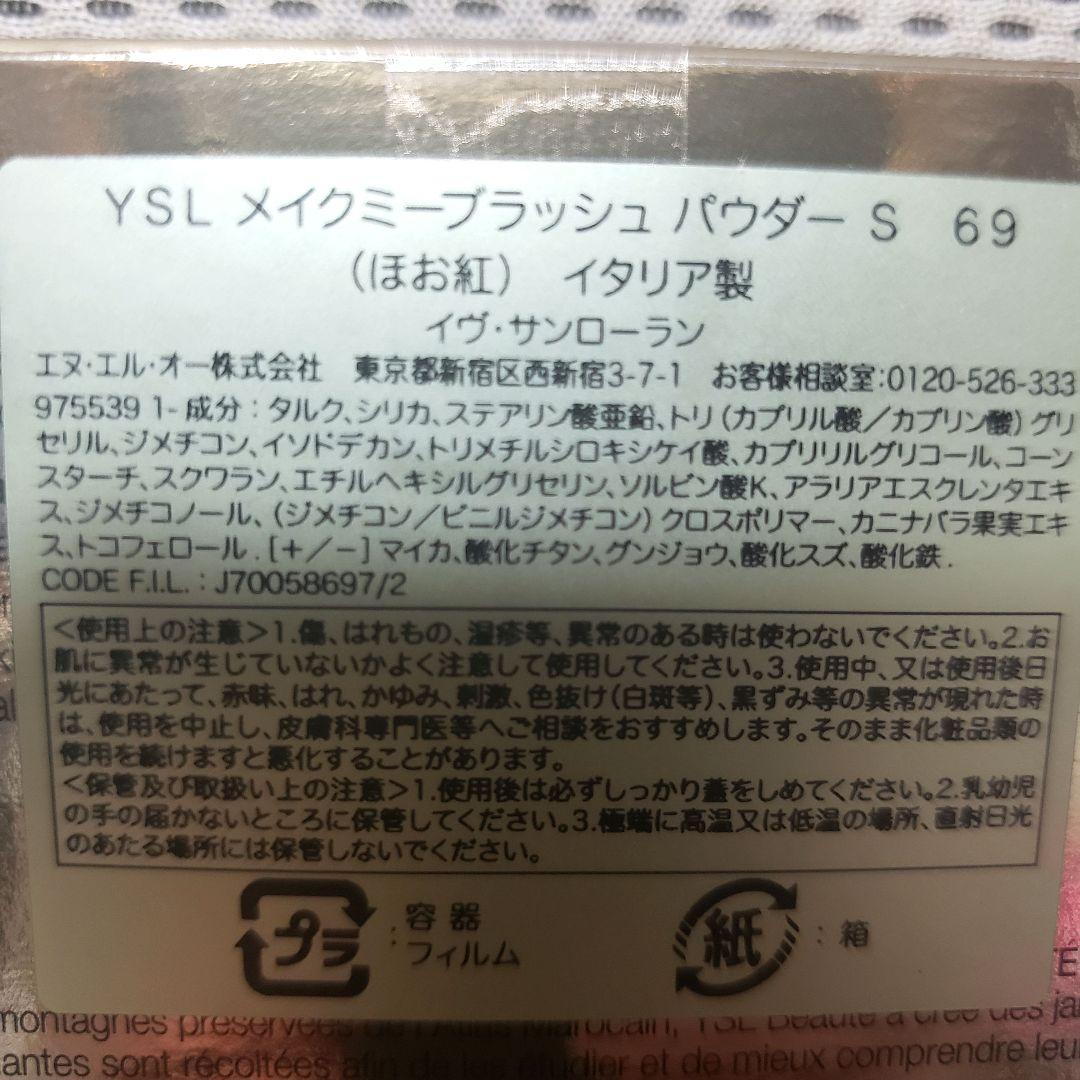 YSL メイクミーブラッシュ パウダー S 69
（ほお紅） イタリア製
イヴ・サンローラン
エヌ・エル・オー株式会社 東京都新宿区西新宿3-7-1 お客様相談室:0120-526-333
975539 1- 成分 : タルク、シリカ、ステアリン酸亜鉛、トリ（カプリル酸／カプリン酸）グリ
セリル、ジメチコン、イソドデカン、トリメチルシロキシケイ酸、カプリリルグリコール、コーン
スターチ、スクワラン、エチルヘキシルグリセリン、ソルビン酸K、アラリアエスクレンタエキ
ス、ジメチコノール、（ジメチコン／ビニルジメチコン）クロスポリマー、カニナバラ果実エキ
ス、トコフェロール . [＋／－] マイカ、酸化チタン、グンジョウ、酸化スズ、酸化鉄 .
CODE F.I.L. : J70058697/2
＜使用上の注意＞1.傷、はれもの、湿疹等、異常のある時は使わないでください。2.お
肌に異常が生じていないかよく注意して使用してください。3.使用中、又は使用後日
光にあたって、赤味、はれ、かゆみ、刺激、色抜け（白斑等）、黒ずみ等の異常が現れた時
は、使用を中止し、皮膚科専門医等へご相談をおすすめします。そのまま化粧品類の
使用を続けますと悪化することがあります。
＜保管及び取扱い上の注意＞1.使用後は必ずしっかり蓋をしめてください。2.乳幼児
の手の届かないところに保管してください。3.極端に高温又は低温の場所、直射日光
のあたる場所には保管しないでください。
プラ : 容器
フィルム
紙 : 箱
montagnes préservées de l'Atlas Marocain, YSL Beauté a créé des
antes sont récoltées afin de les étudier et de mieux comprendre leu